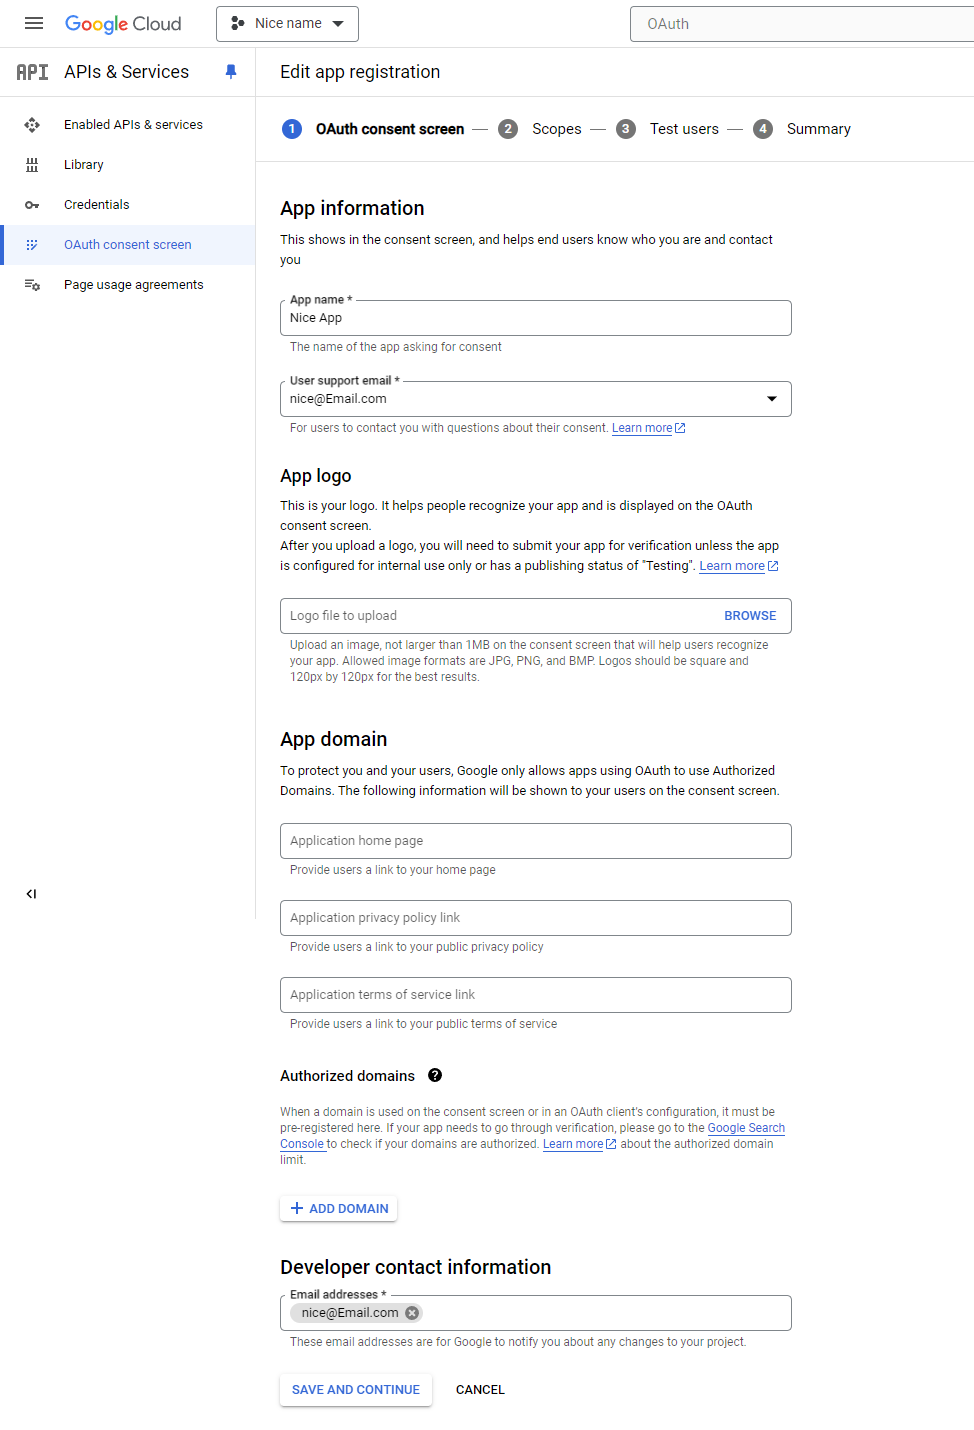 Google Cloud
Nice name
OAuth
API
APIs & Services
Edit app registration
Enabled APIs & services
Library
Credentials
OAuth consent screen
Page usage agreements
1 OAuth consent screen — 2 Scopes — 3 Test users — 4 Summary
App information
This shows in the consent screen, and helps end users know who you are and contact
you
App name *
Nice App
The name of the app asking for consent
User support email *
nice@Email.com
For users to contact you with questions about their consent. Learn more
App logo
This is your logo. It helps people recognize your app and is displayed on the OAuth
consent screen.
After you upload a logo, you will need to submit your app for verification unless the app
is configured for internal use only or has a publishing status of "Testing". Learn more
Logo file to upload BROWSE
Upload an image, not larger than 1MB on the consent screen that will help users recognize
your app. Allowed image formats are JPG, PNG, and BMP. Logos should be square and
120px by 120px for the best results.
App domain
To protect you and your users, Google only allows apps using OAuth to use Authorized
Domains. The following information will be shown to your users on the consent screen.
Application home page
Provide users a link to your home page
Application privacy policy link
Provide users a link to your public privacy policy
Application terms of service link
Provide users a link to your public terms of service
Authorized domains ?
When a domain is used on the consent screen or in an OAuth client's configuration, it must be
pre-registered here. If your app needs to go through verification, please go to the Google Search
Console to check if your domains are authorized. Learn more about the authorized domain
limit.
+ ADD DOMAIN
Developer contact information
Email addresses *
nice@Email.com
These email addresses are for Google to notify you about any changes to your project.
SAVE AND CONTINUE CANCEL